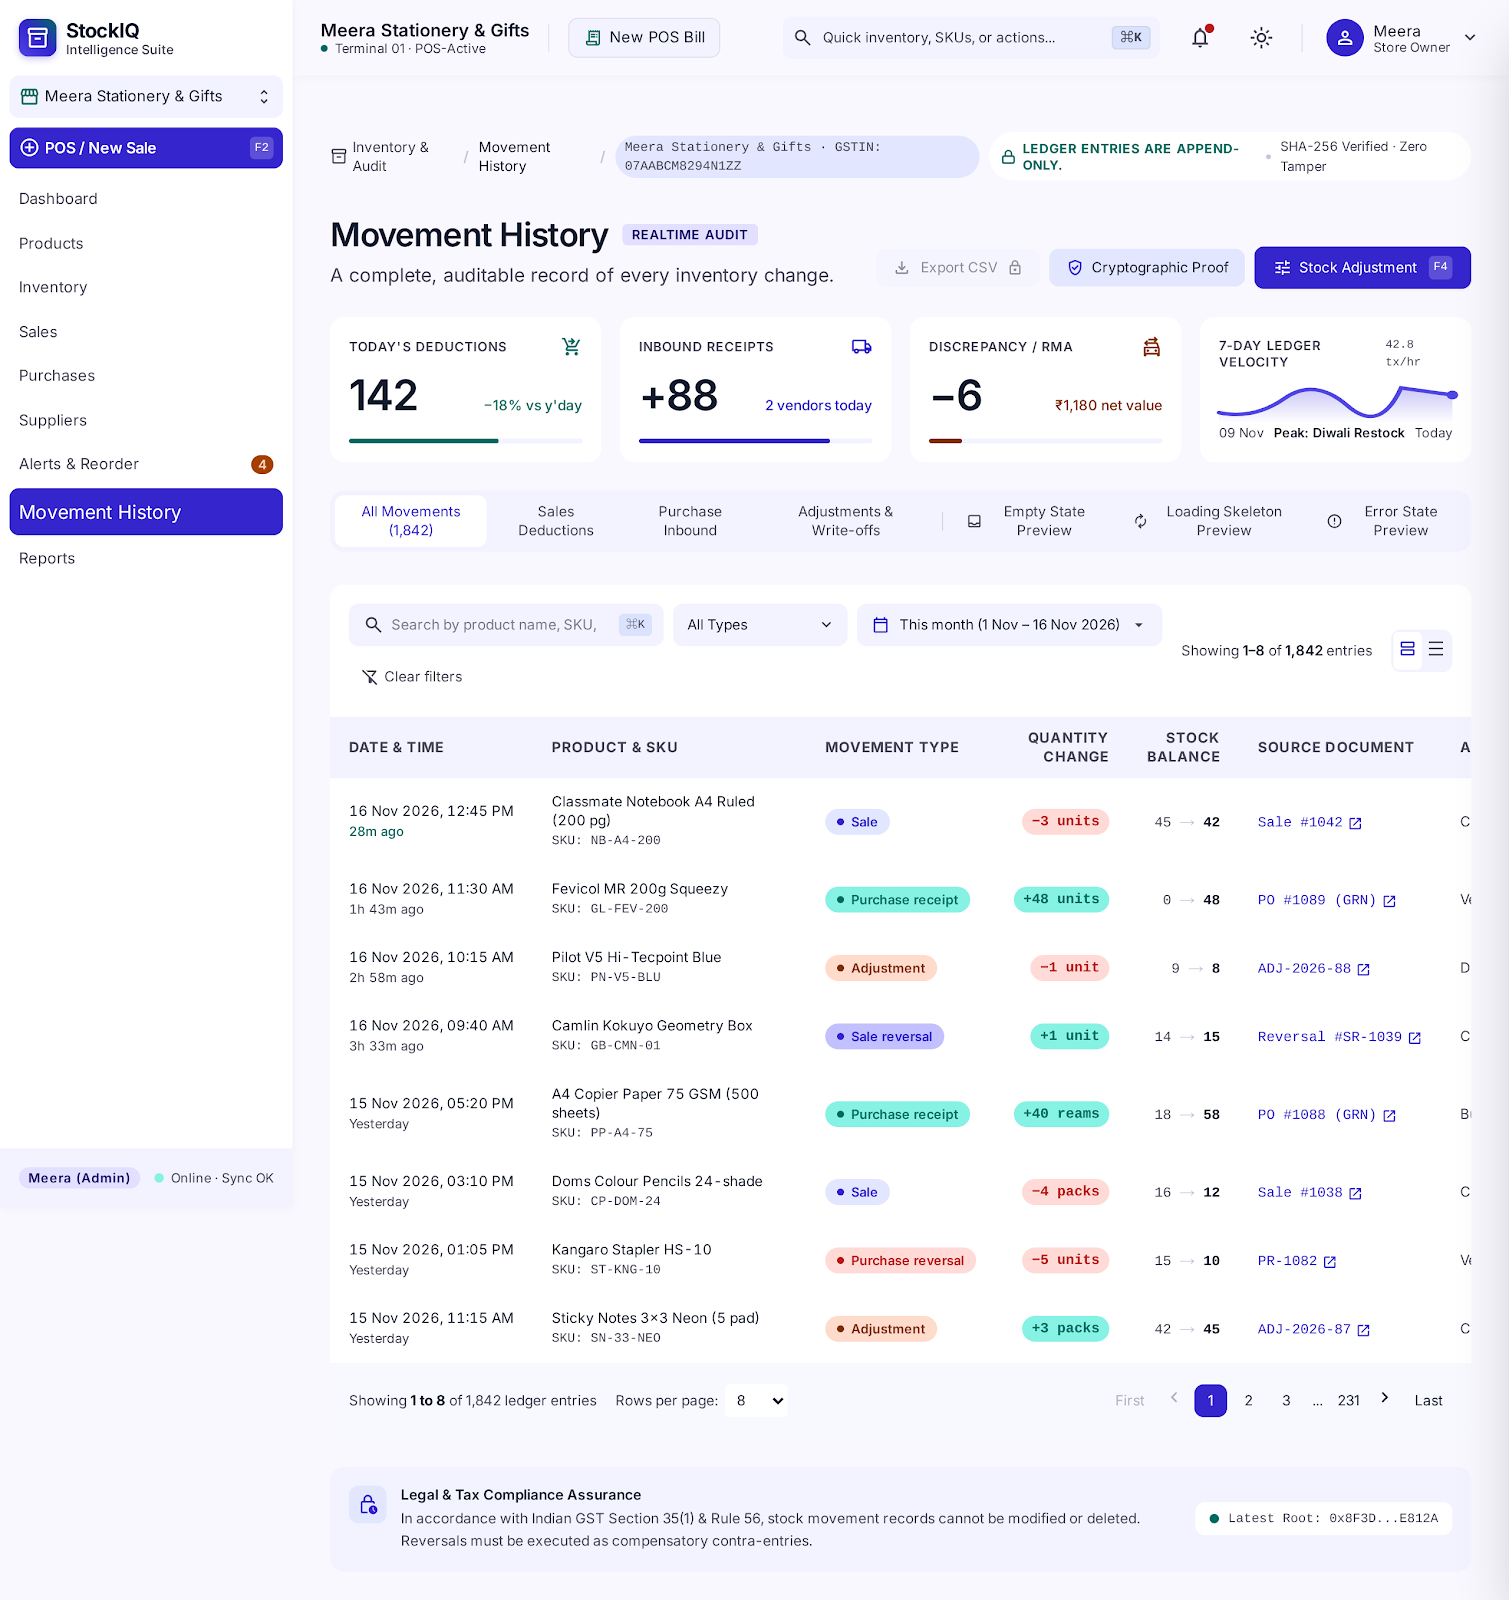 StockIQ
Intelligence Suite
Meera Stationery & Gifts
POS / New Sale F2
Dashboard
Products
Inventory
Sales
Purchases
Suppliers
Alerts & Reorder 4
Movement History
Reports
Meera (Admin) Online · Sync OK
Meera Stationery & Gifts
Terminal 01 · POS-Active
New POS Bill
Quick inventory, SKUs, or actions... ⌘K
Meera
Store Owner
Inventory &
Audit
/
Movement
History
/
Meera Stationery & Gifts · GSTIN:
07AABCM8294N1ZZ
LEDGER ENTRIES ARE APPEND-
ONLY.
SHA-256 Verified · Zero
Tamper
Movement History REALTIME AUDIT
A complete, auditable record of every inventory change.
Export CSV
Cryptographic Proof
Stock Adjustment F4
TODAY'S DEDUCTIONS
142 −18% vs y'day
INBOUND RECEIPTS
+88 2 vendors today
DISCREPANCY / RMA
−6 ₹1,180 net value
7-DAY LEDGER
VELOCITY
42.8
tx/hr
09 Nov Peak: Diwali Restock Today
All Movements
(1,842)
Sales
Deductions
Purchase
Inbound
Adjustments &
Write-offs
Empty State
Preview
Loading Skeleton
Preview
Error State
Preview
Search by product name, SKU, ⌘K
All Types
This month (1 Nov – 16 Nov 2026)
Clear filters
Showing 1–8 of 1,842 entries
DATE & TIME PRODUCT & SKU MOVEMENT TYPE QUANTITY CHANGE STOCK BALANCE SOURCE DOCUMENT A
16 Nov 2026, 12:45 PM
28m ago
Classmate Notebook A4 Ruled
(200 pg)
SKU: NB-A4-200
Sale −3 units 45 → 42 Sale #1042 C
16 Nov 2026, 11:30 AM
1h 43m ago
Fevicol MR 200g Squeezy
SKU: GL-FEV-200
Purchase receipt +48 units 0 → 48 PO #1089 (GRN) Ve
16 Nov 2026, 10:15 AM
2h 58m ago
Pilot V5 Hi-Tecpoint Blue
SKU: PN-V5-BLU
Adjustment −1 unit 9 → 8 ADJ-2026-88 D
16 Nov 2026, 09:40 AM
3h 33m ago
Camlin Kokuyo Geometry Box
SKU: GB-CMN-01
Sale reversal +1 unit 14 → 15 Reversal #SR-1039 C
15 Nov 2026, 05:20 PM
Yesterday
A4 Copier Paper 75 GSM (500
sheets)
SKU: PP-A4-75
Purchase receipt +40 reams 18 → 58 PO #1088 (GRN)
15 Nov 2026, 03:10 PM
Yesterday
Doms Colour Pencils 24-shade
SKU: CP-DOM-24
Sale −4 packs 16 → 12 Sale #1038 C
15 Nov 2026, 01:05 PM
Yesterday
Kangaro Stapler HS-10
SKU: ST-KNG-10
Purchase reversal −5 units 15 → 10 PR-1082 Ve
15 Nov 2026, 11:15 AM
Yesterday
Sticky Notes 3×3 Neon (5 pad)
SKU: SN-33-NEO
Adjustment +3 packs 42 → 45 ADJ-2026-87 C
Showing 1 to 8 of 1,842 ledger entries Rows per page: 8
First 1 2 3 ... 231 Last
Legal & Tax Compliance Assurance
In accordance with Indian GST Section 35(1) & Rule 56, stock movement records cannot be modified or deleted.
Reversals must be executed as compensatory contra-entries.
Latest Root: 0x8F3D...E812A